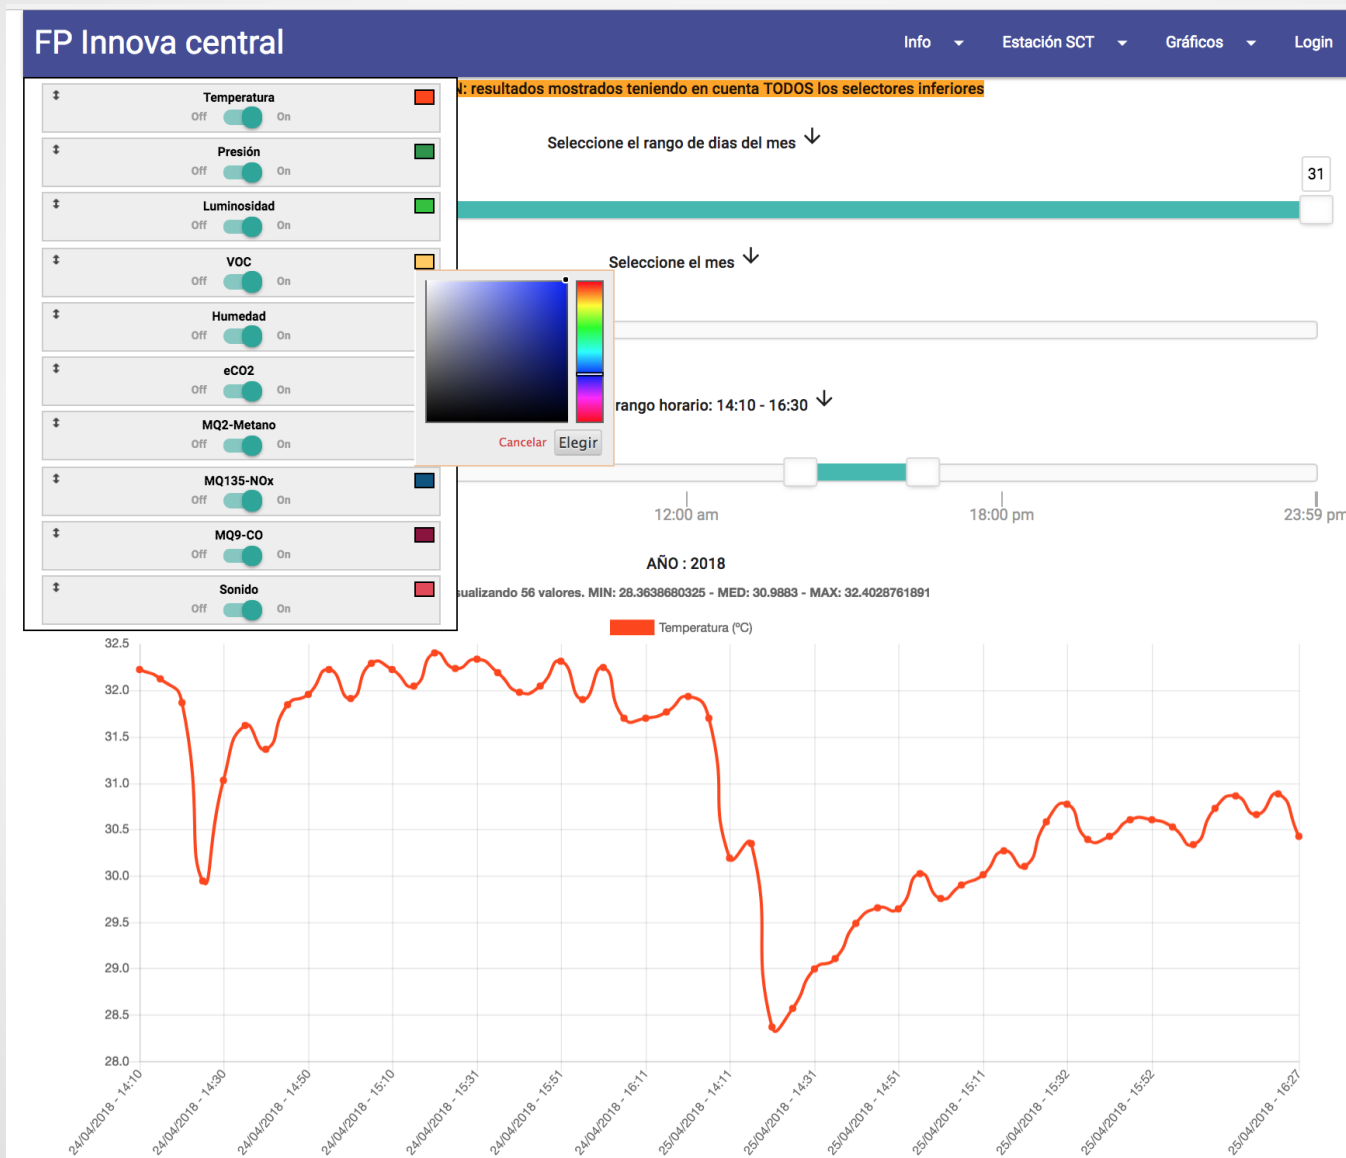 FP Innova central
Info
Estación SCT
Gráficos
Login
N: resultados mostrados teniendo en cuenta TODOS los selectores inferiores
Temperatura
Off On
Presión
Off On
Luminosidad
Off On
VOC
Off On
Humedad
Off On
eCO2
Off On
MQ2-Metano
Off On
MQ135-NOx
Off On
MQ9-CO
Off On
Sonido
Off On
Seleccione el rango de dias del mes
31
Seleccione el mes
Cancelar Elegir
rango horario: 14:10 - 16:30
12:00 am 18:00 pm 23:59 pm
AÑO : 2018
sualizando 56 valores. MIN: 28.3638680325 - MED: 30.9883 - MAX: 32.4028761891
Temperatura (ºC)
32.5
32.0
31.5
31.0
30.5
30.0
29.5
29.0
28.5
28.0
24/04/2018 - 14:10
24/04/2018 - 14:30
24/04/2018 - 14:50
24/04/2018 - 15:10
24/04/2018 - 15:31
24/04/2018 - 15:51
24/04/2018 - 16:11
25/04/2018 - 14:11
25/04/2018 - 14:31
25/04/2018 - 14:51
25/04/2018 - 15:11
25/04/2018 - 15:32
25/04/2018 - 15:52
25/04/2018 - 16:27